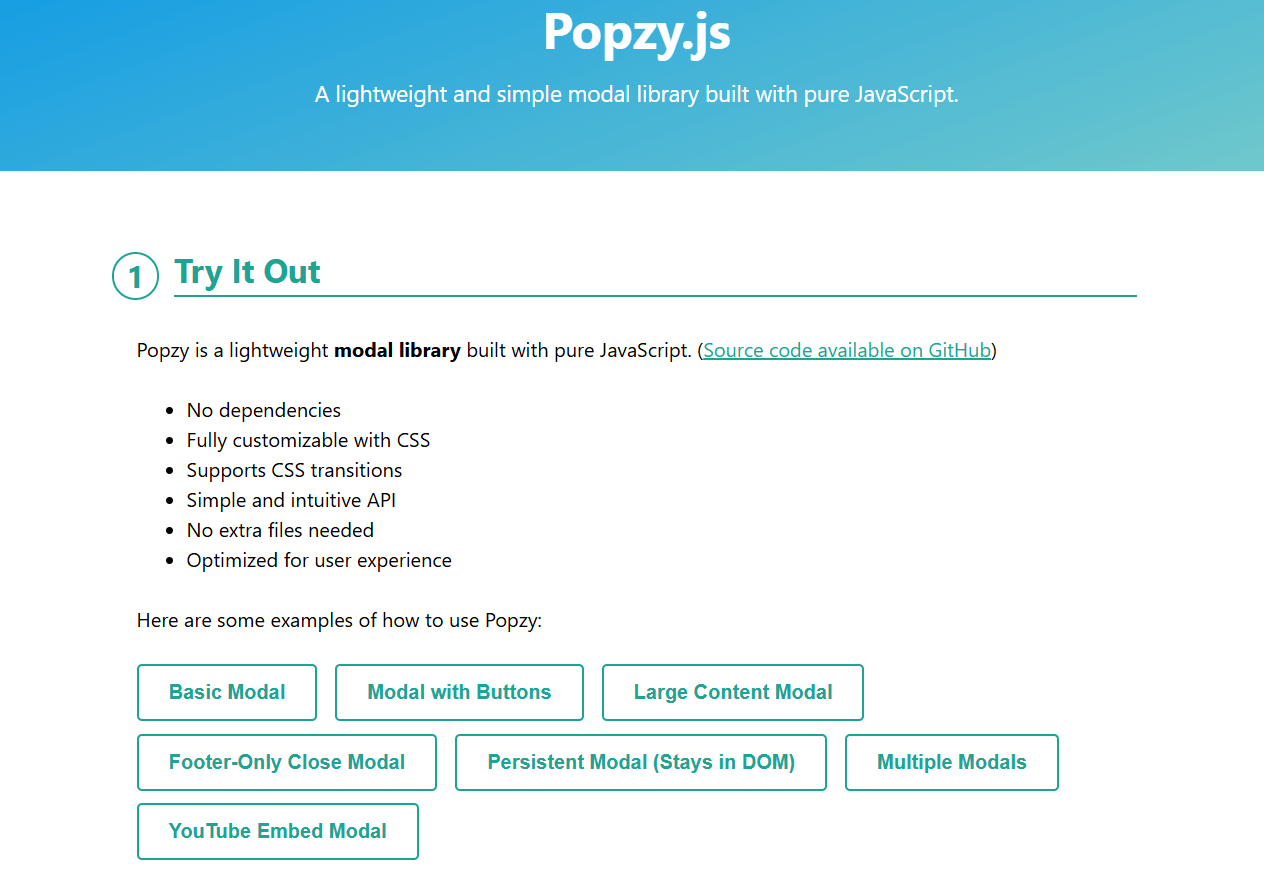 Popzy.js
A lightweight and simple modal library built with pure JavaScript.
1 Try It Out
Popzy is a lightweight modal library built with pure JavaScript. (Source code available on GitHub)
No dependencies
Fully customizable with CSS
Supports CSS transitions
Simple and intuitive API
No extra files needed
Optimized for user experience
Here are some examples of how to use Popzy:
Basic Modal Modal with Buttons Large Content Modal
Footer-Only Close Modal Persistent Modal (Stays in DOM) Multiple Modals
YouTube Embed Modal